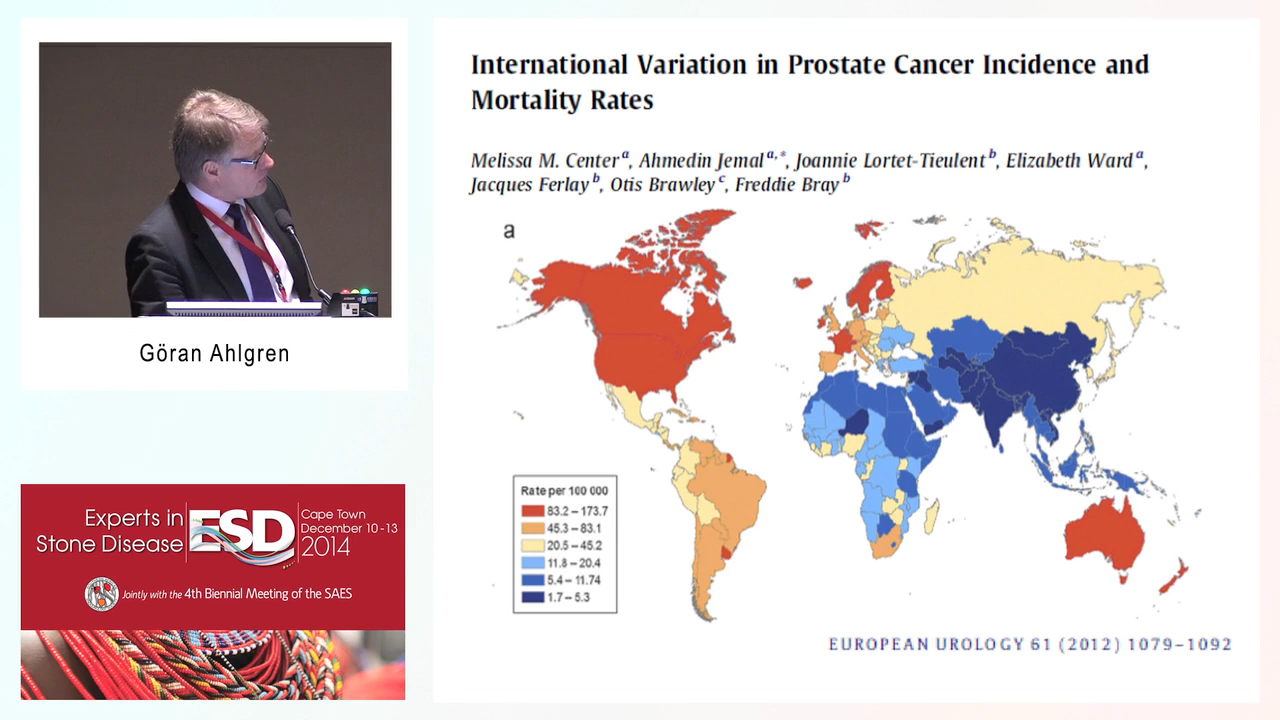 Göran Ahlgren
Experts in
Stone Disease
ESD
Cape Town
December 10-13
2014
Jointly with the 4th Biennial Meeting of the SAES
International Variation in Prostate Cancer Incidence and
Mortality Rates
Melissa M. Center a, Ahmedin Jemal a,*, Joannie Lortet-Tieulent b, Elizabeth Ward a,
Jacques Ferlay b, Otis Brawley c, Freddie Bray b
a
Rate per 100 000
83.2 – 173.7
45.3 – 83.1
20.5 – 45.2
11.8 – 20.4
5.4 – 11.74
1.7 – 5.3
EUROPEAN UROLOGY 61 (2012) 1079–1092